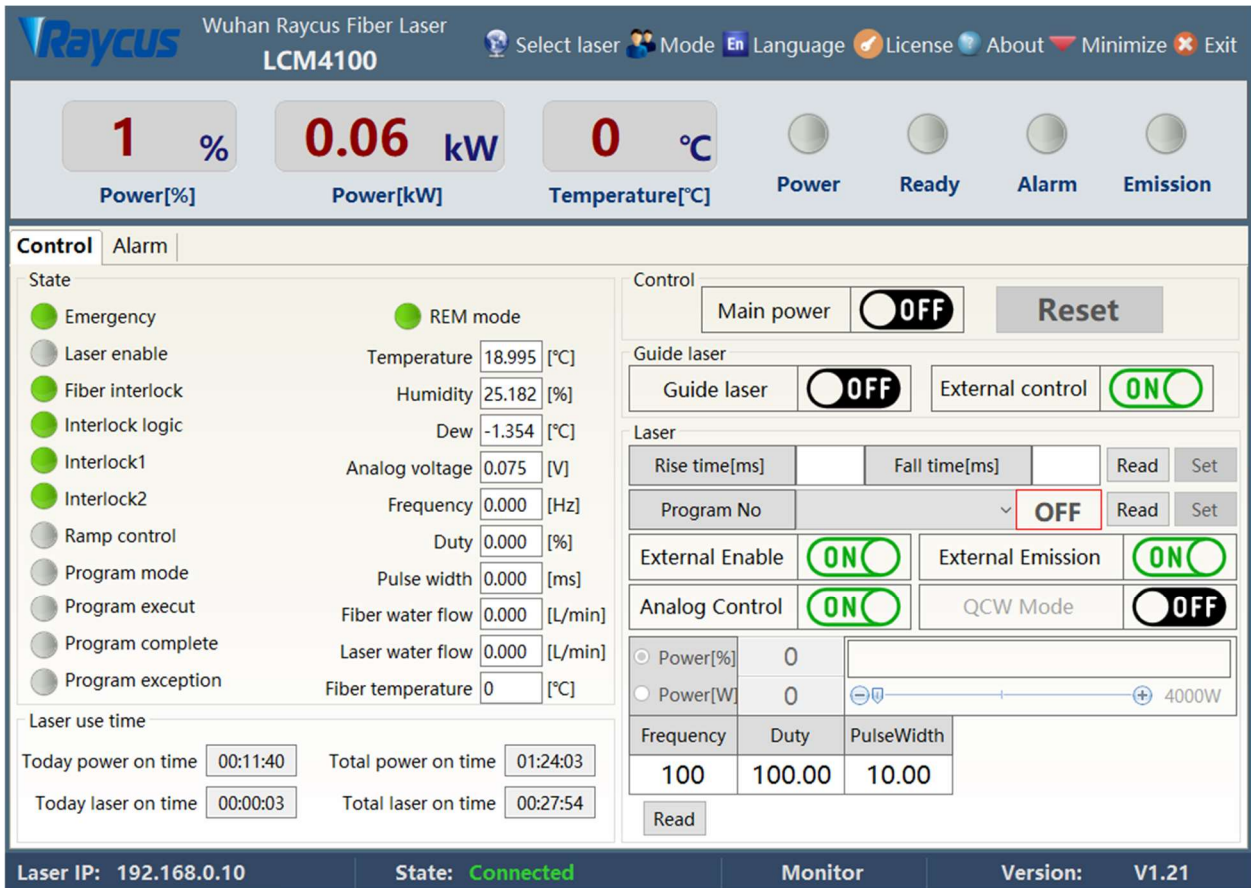 Raycus Wuhan Raycus Fiber Laser
LCM4100
Select laser Mode En Language License About Minimize Exit
1 % 0.06 kW 0 ℃
Power[%] Power[kW] Temperature[℃] Power Ready Alarm Emission
Control Alarm
State
Emergency REM mode
Laser enable Temperature 18.995 [℃]
Fiber interlock Humidity 25.182 [%]
Interlock logic Dew -1.354 [℃]
Interlock1 Analog voltage 0.075 [V]
Interlock2 Frequency 0.000 [Hz]
Ramp control Duty 0.000 [%]
Program mode Pulse width 0.000 [ms]
Program execut Fiber water flow 0.000 [L/min]
Program complete Laser water flow 0.000 [L/min]
Program exception Fiber temperature 0 [℃]
Laser use time
Today power on time 00:11:40 Total power on time 01:24:03
Today laser on time 00:00:03 Total laser on time 00:27:54
Control
Main power OFF Reset
Guide laser
Guide laser OFF External control ON
Laser
Rise time[ms] Fall time[ms] Read Set
Program No OFF Read Set
External Enable ON External Emission ON
Analog Control ON QCW Mode OFF
Power[%] 0
Power[W] 0 4000W
Frequency Duty PulseWidth
100 100.00 10.00
Read
Laser IP: 192.168.0.10 State: Connected Monitor Version: V1.21